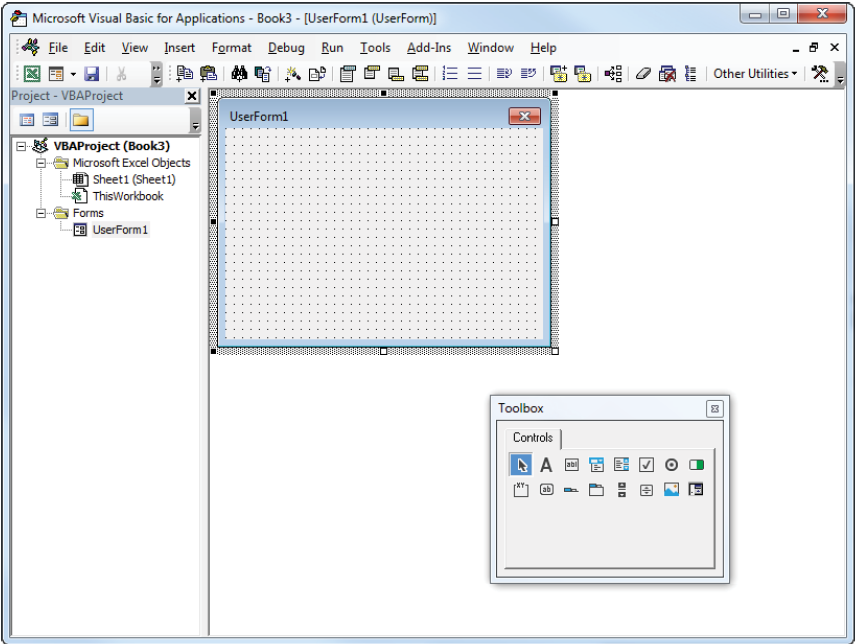 Microsoft Visual Basic for Applications - Book3 - [UserForm1 (UserForm)]
File Edit View Insert Format Debug Run Tools Add-Ins Window Help
Other Utilities
Project - VBAProject
UserForm1
VBAProject (Book3)
Microsoft Excel Objects
Sheet1 (Sheet1)
ThisWorkbook
Forms
UserForm1
Toolbox
Controls
A abl
XY ab